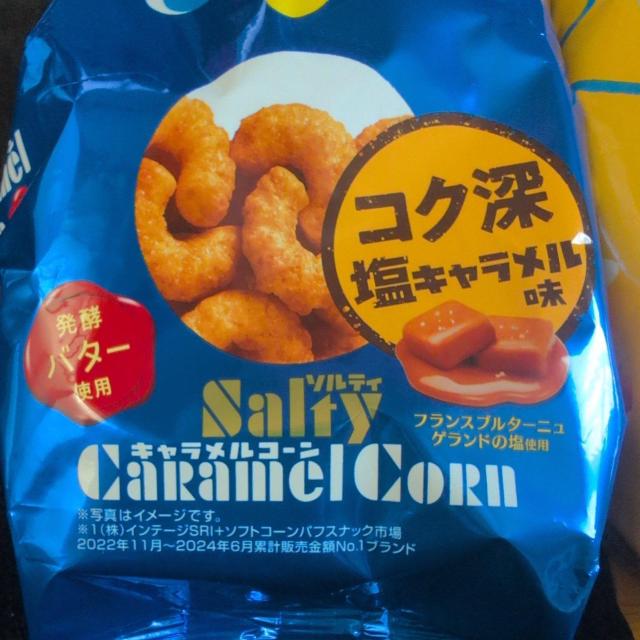 コク深
塩キャラメル
味
発酵
バター
使用
ソルティ
Salty
フランスブルターニュ
ゲランドの塩使用
キャラメルコーン
CARAMEL CORN
※写真はイメージです。
※1(株)インテージSRI+ソフトコーンパフスナック市場
2022年11月~2024年6月累計販売金額No.1ブランド